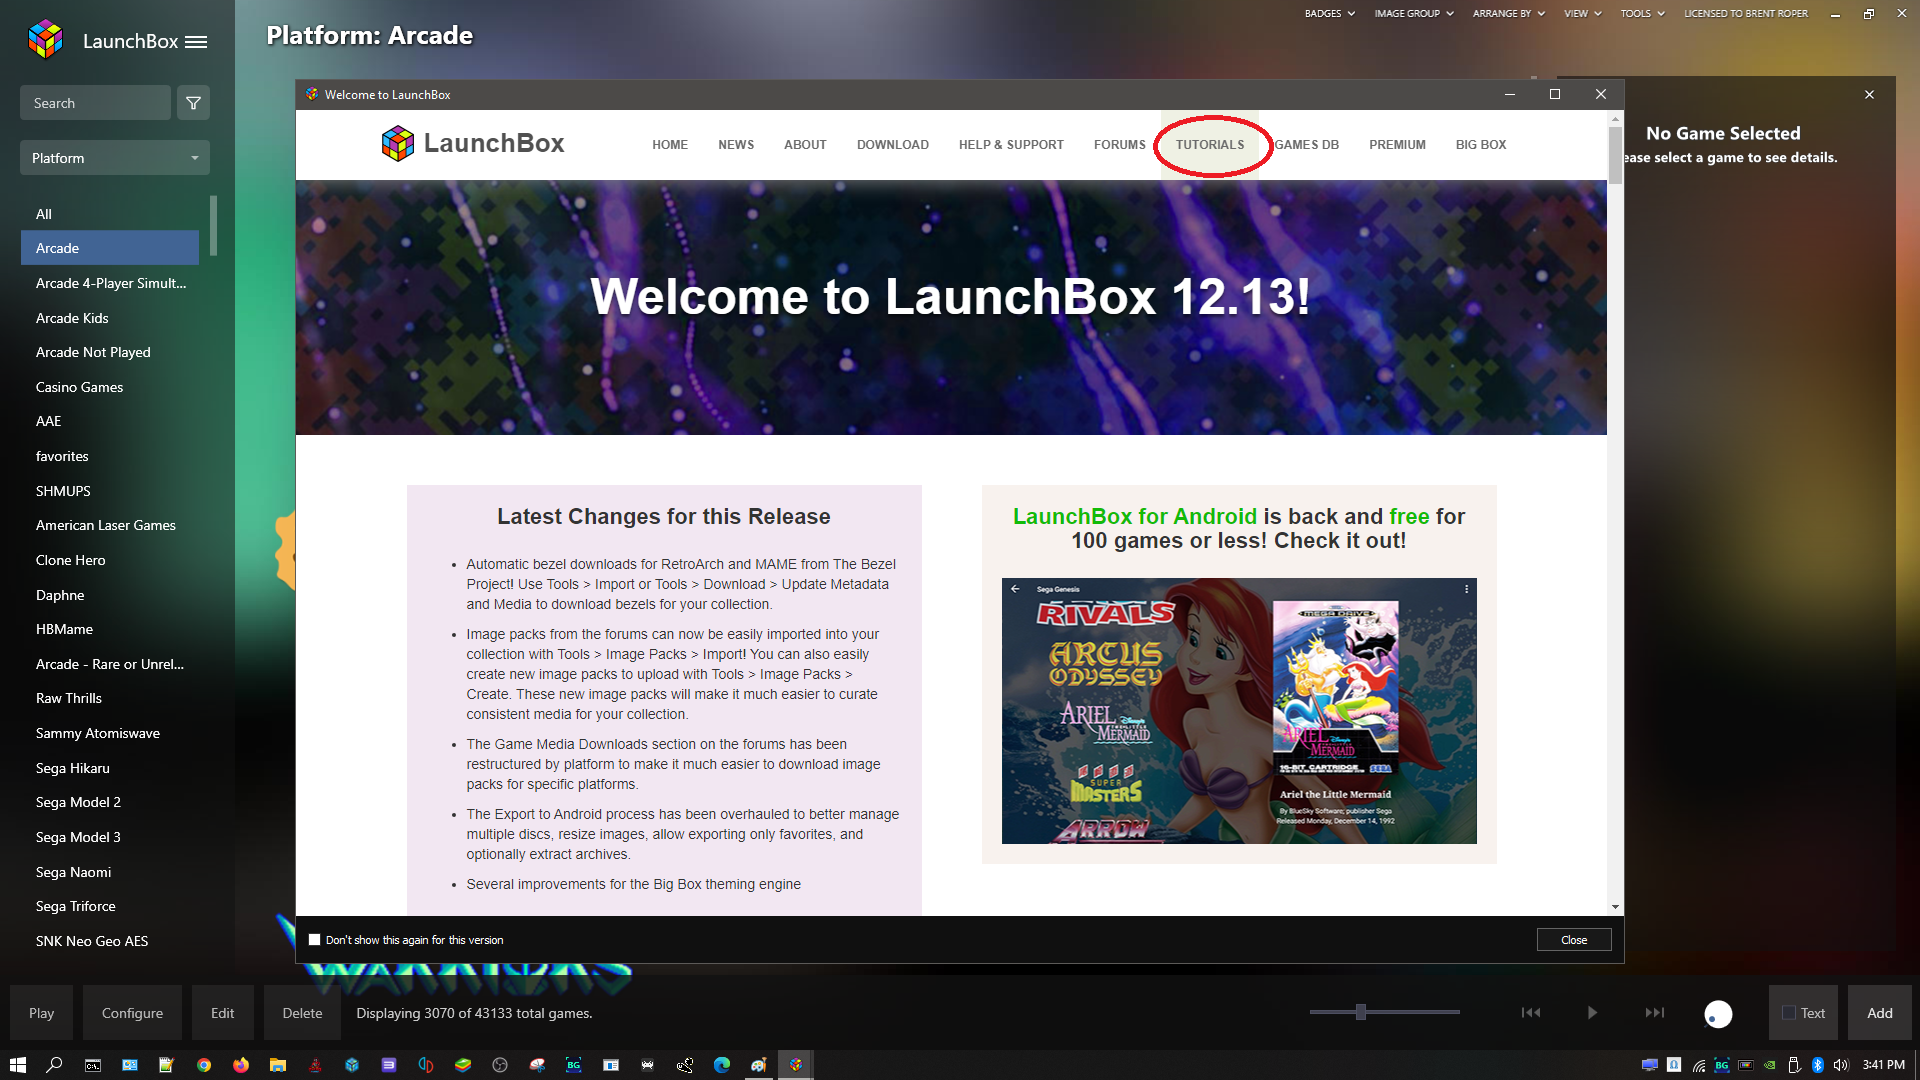 LaunchBox
Platform: Arcade
BADGES
IMAGE GROUP
ARRANGE BY
VIEW
TOOLS
LICENSED TO BRENT ROPER
Search
Platform
All
Arcade
Arcade 4-Player Simult...
Arcade Kids
Arcade Not Played
Casino Games
AAE
favorites
SHMUPS
American Laser Games
Clone Hero
Daphne
HBMame
Arcade - Rare or Unrel...
Raw Thrills
Sammy Atomiswave
Sega Hikaru
Sega Model 2
Sega Model 3
Sega Naomi
Sega Triforce
SNK Neo Geo AES
Welcome to LaunchBox
LaunchBox
HOME
NEWS
ABOUT
DOWNLOAD
HELP & SUPPORT
FORUMS
TUTORIALS
GAMES DB
PREMIUM
BIG BOX
Welcome to LaunchBox 12.13!
Latest Changes for this Release
• Automatic bezel downloads for RetroArch and MAME from The Bezel
Project! Use Tools > Import or Tools > Download > Update Metadata
and Media to download bezels for your collection.
• Image packs from the forums can now be easily imported into your
collection with Tools > Image Packs > Import! You can also easily
create new image packs to upload with Tools > Image Packs >
Create. These new image packs will make it much easier to curate
consistent media for your collection.
• The Game Media Downloads section on the forums has been
restructured by platform to make it much easier to download image
packs for specific platforms.
• The Export to Android process has been overhauled to better manage
multiple discs, resize images, allow exporting only favorites, and
optionally extract archives.
• Several improvements for the Big Box theming engine
LaunchBox for Android is back and free for
100 games or less! Check it out!
Sega Genesis
RIVALS
ARCUS
ODYSSEY
ARIEL
Disney's
THE LITTLE
MERMAID
SUPER
MASTERS
ARROW
MEGA DRIVE
ARIEL
Disney's
THE LITTLE
MERMAID
16-BIT CARTRIDGE
SEGA
Ariel the Little Mermaid
By BlueSky Software; publisher Sega
Released Monday, December 14, 1992
No Game Selected
ease select a game to see details.
Don't show this again for this version
Close
WARRIORS
Play
Configure
Edit
Delete
Displaying 3070 of 43133 total games.
Text
Add
BG
BG
3:41 PM